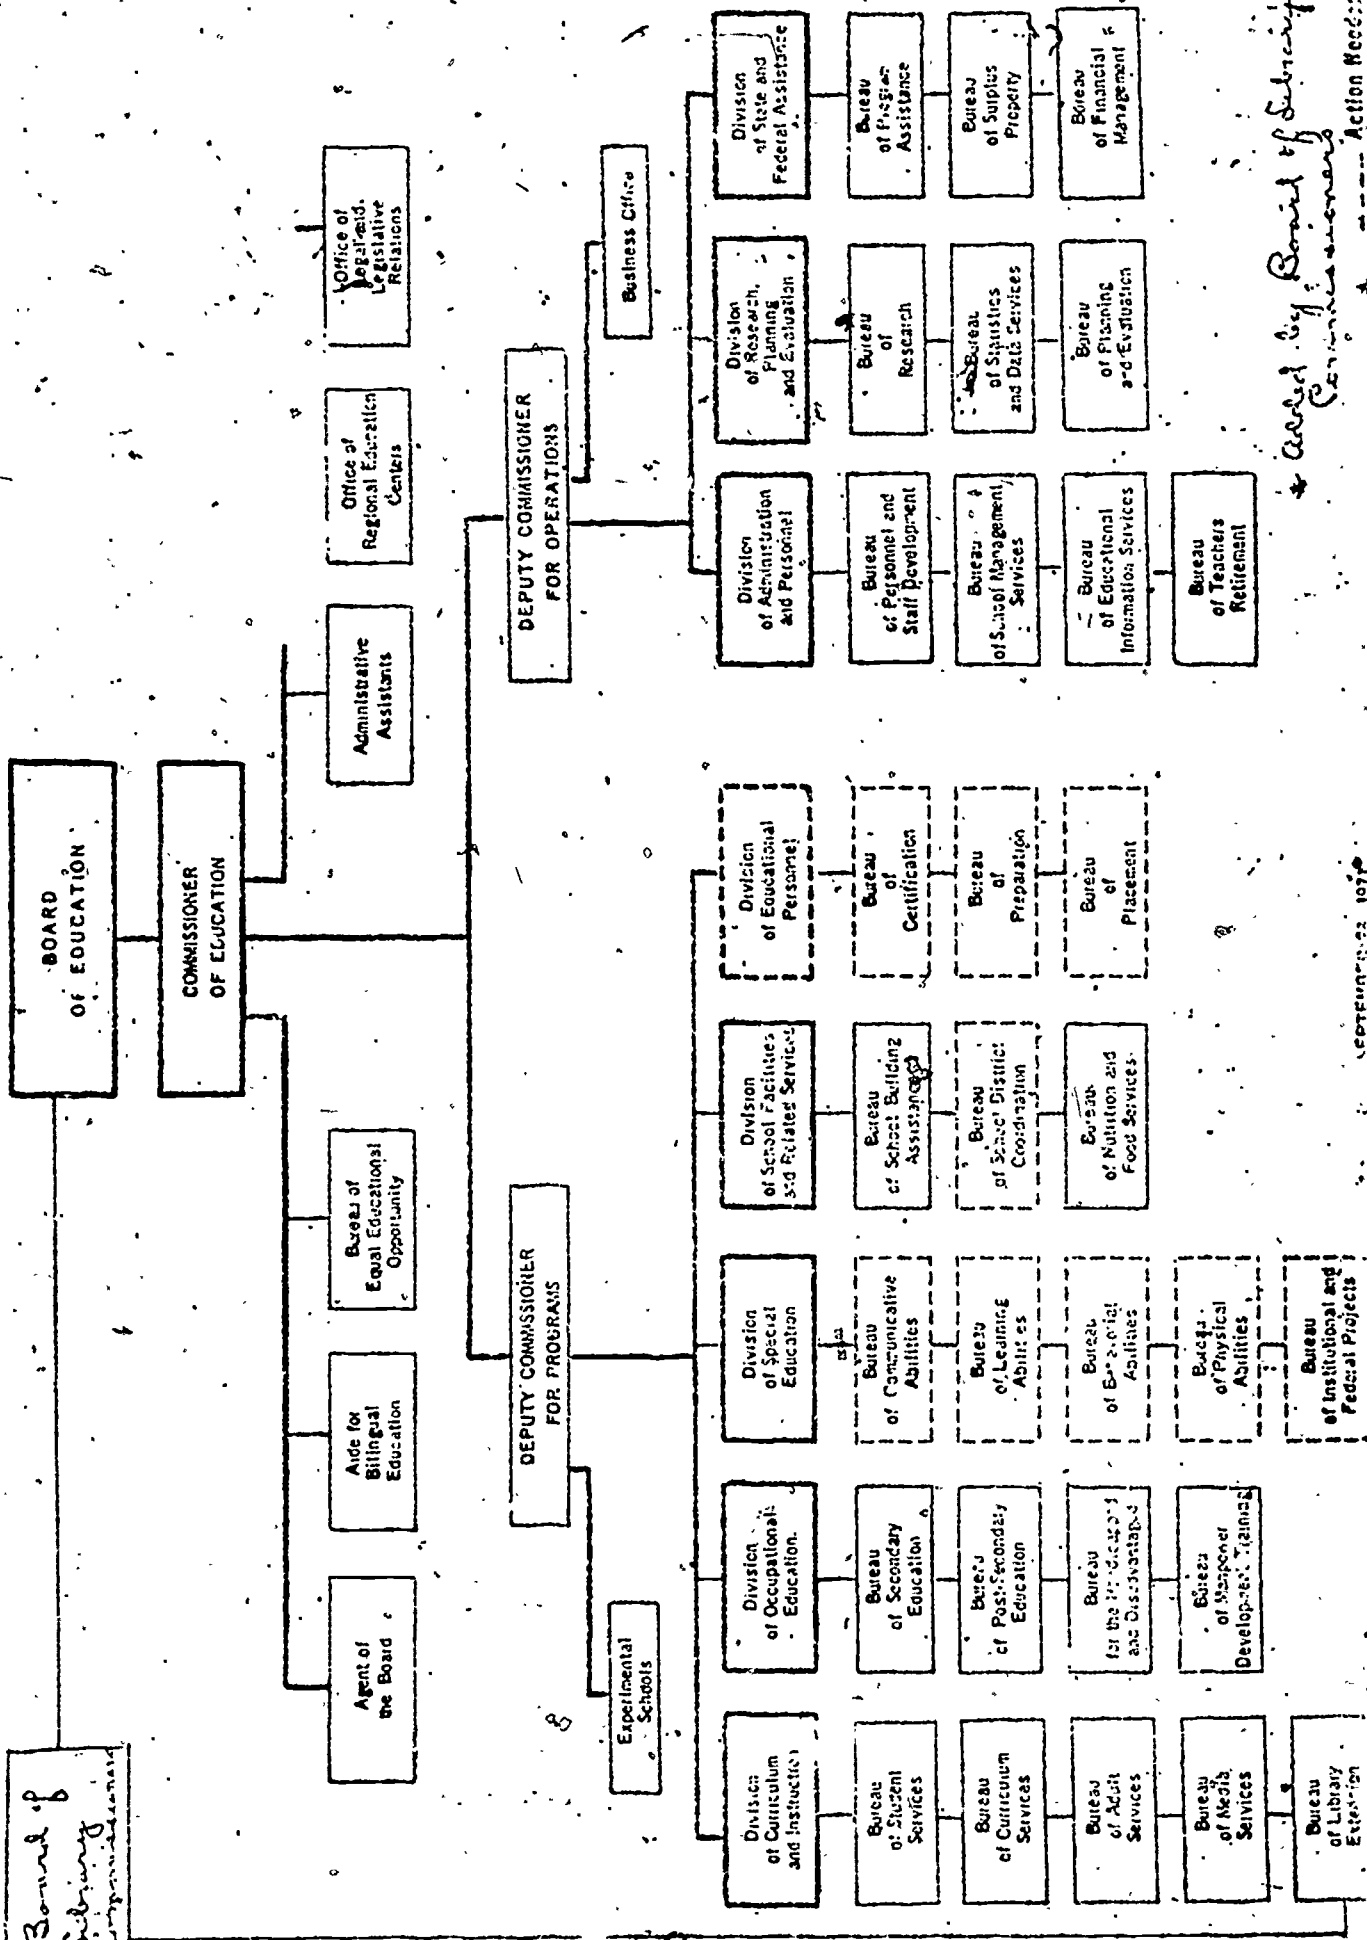 Board of
Library
Commissioners
BOARD
OF EDUCATION
COMMISSIONER
OF EDUCATION
Agent of
the Board
Aide for
Bilingual
Education
Bureau of
Equal Educational
Opportunity
Administrative
Assistants
Office of
Regional Education
Centers
Office of
Legal and
Legislative
Relations
DEPUTY COMMISSIONER
FOR PROGRAMS
DEPUTY COMMISSIONER
FOR OPERATIONS
Experimental
Schools
Business Office
Division
of Curriculum
and Instruction
Bureau
of Student
Services
Bureau
of Curriculum
Services
Bureau
of Adult
Services
Bureau
of Media
Services
Bureau
of Library
Extension
Division
of Occupational
Education
Bureau
of Secondary
Education
Bureau
of Post-Secondary
Education
Bureau
for the Handicapped
and Disadvantaged
Bureau
of Manpower
Development Training
Division
of Special
Education
Bureau
of Communicative
Abilities
Bureau
of Learning
Abilities
Bureau
of
Abilities
Bureau
of Physical
Abilities
Bureau
of Institutional and
Federal Projects
Division
of School Facilities
and Related Services
Bureau
of School Building
Assistance
Bureau
of School District
Coordination
Bureau
of Nutrition and
Food Services
Division
of Educational
Personnel
Bureau
of
Certification
Bureau
of
Preparation
Bureau
of
Placement
Division
of Administration
and Personnel
Bureau
of Personnel and
Staff Development
Bureau
of School Management
Services
Bureau
of Educational
Information Services
Bureau
of Teachers
Retirement
Division
of Research,
Planning
and Evaluation
Bureau
of
Research
Bureau
of Statistics
and Data Services
Bureau
of Planning
and Evaluation
Division
of State and
Federal Assistance
Bureau
of Program
Assistance
Bureau
of Surplus
Property
Bureau
of Financial
Management
* Added by Board of Library
Commissioners
* ---- Action Needed